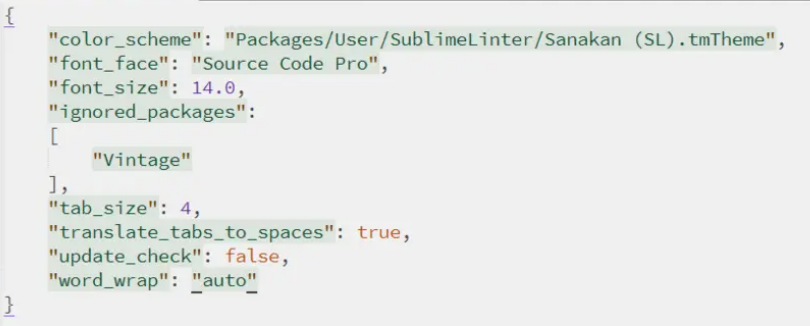 {
    "color_scheme": "Packages/User/SublimeLinter/Sanakan (SL).tmTheme",
    "font_face": "Source Code Pro",
    "font_size": 14.0,
    "ignored_packages":
    [
        "Vintage"
    ],
    "tab_size": 4,
    "translate_tabs_to_spaces": true,
    "update_check": false,
    "word_wrap": "auto"
}